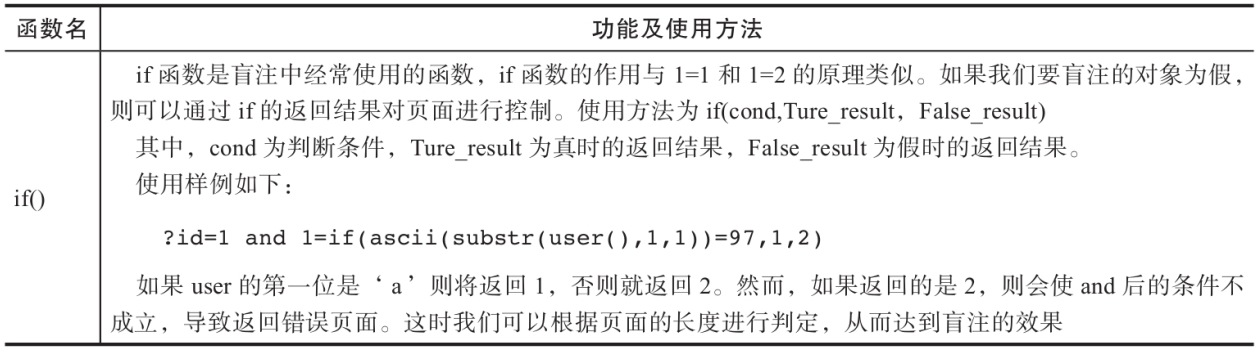 函数名 功能及使用方法
if 函数是盲注中经常使用的函数，if 函数的作用与 1=1 和 1=2 的原理类似。如果我们要盲注的对象为假，
则可以通过 if 的返回结果对页面进行控制。使用方法为 if(cond,Ture_result，False_result)
其中，cond 为判断条件，Ture_result 为真时的返回结果，False_result 为假时的返回结果。
使用样例如下：
if()
?id=1 and 1=if(ascii(substr(user(),1,1))=97,1,2)
如果 user 的第一位是‘a’则将返回 1，否则就返回 2。然而，如果返回的是 2，则会使 and 后的条件不
成立，导致返回错误页面。这时我们可以根据页面的长度进行判定，从而达到盲注的效果